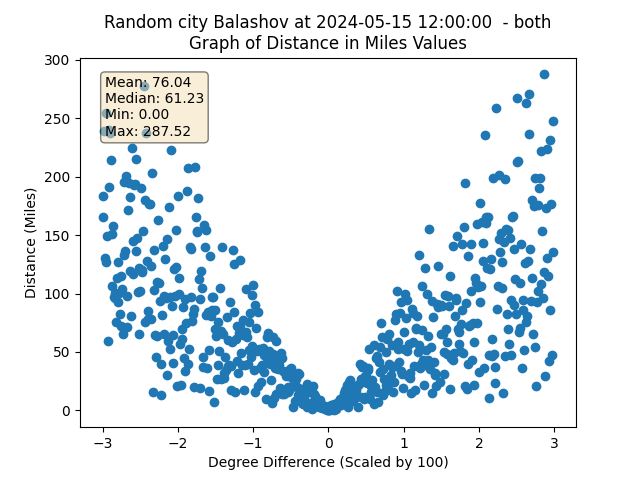 Random city Balashov at 2024-05-15 12:00:00 - both
Graph of Distance in Miles Values
300
250
200
150
100
50
0
Distance (Miles)
Mean: 76.04
Median: 61.23
Min: 0.00
Max: 287.52
−3
−2
−1
0
1
2
3
Degree Difference (Scaled by 100)